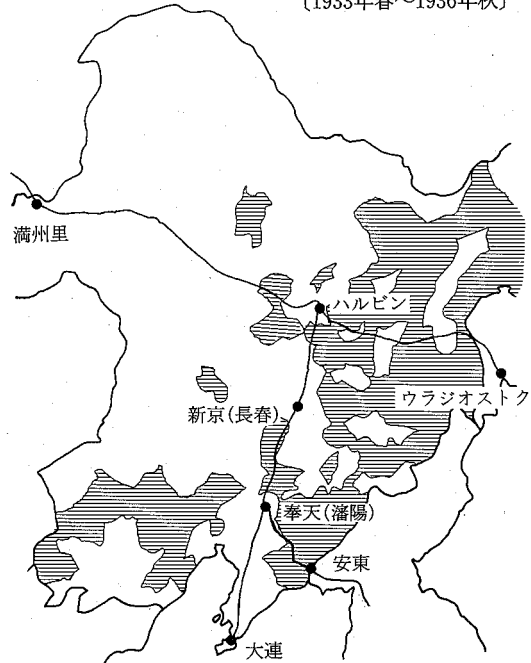 〔1933年春～1936年秋〕
満州里
ハルビン
ウラジオストク
新京(長春)
奉天(瀋陽)
安東
大連